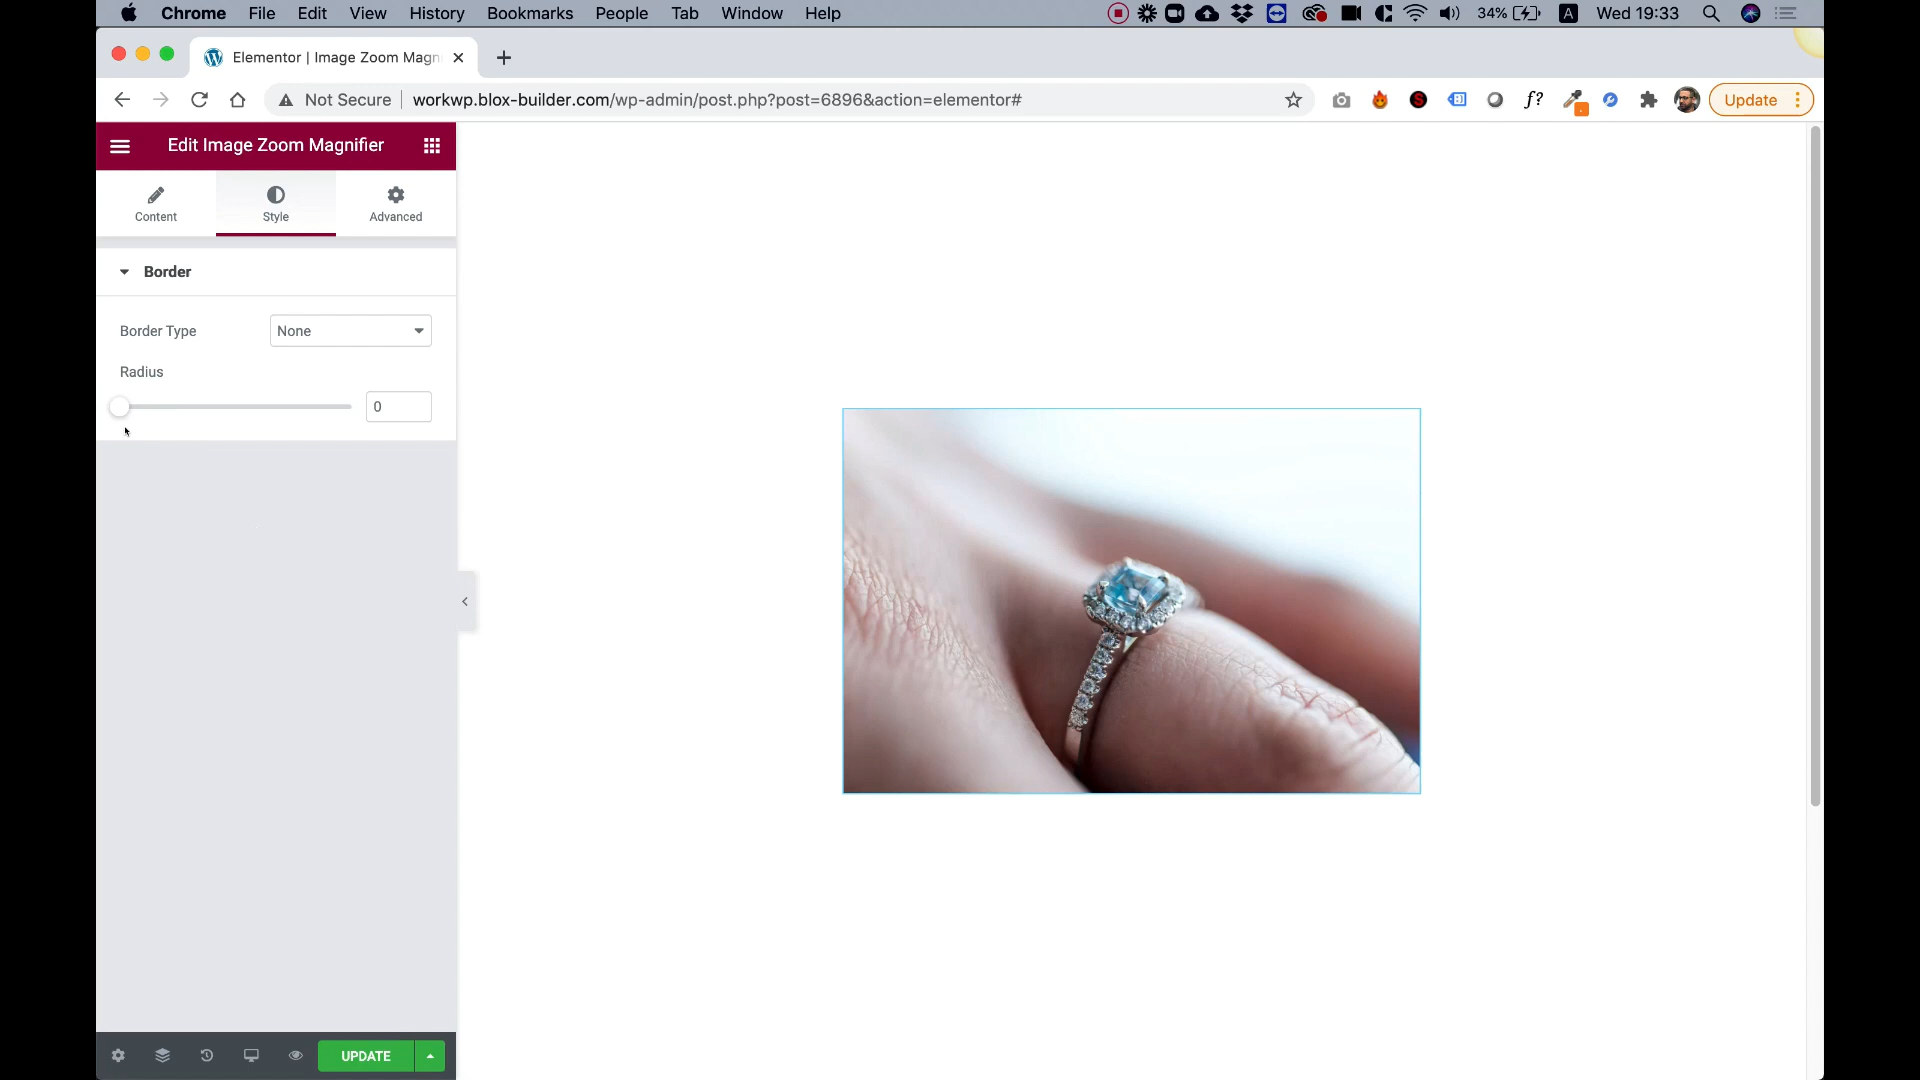 Chrome File Edit View History Bookmarks People Tab Window Help 34% A Wed 19:33
Elementor | Image Zoom Magn
Not Secure workwp.blox-builder.com/wp-admin/post.php?post=6896&action=elementor# S f? Update
Edit Image Zoom Magnifier
Content Style Advanced
Border
Border Type None
Radius
0
UPDATE